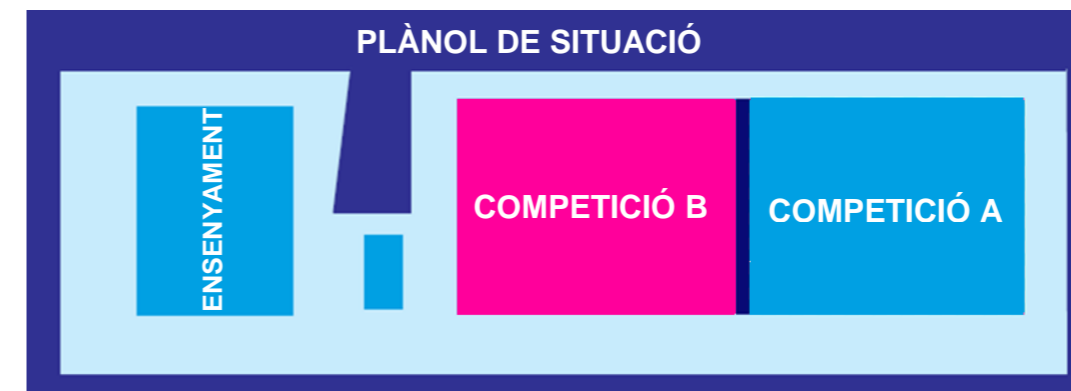 PLÀNOL DE SITUACIÓ
ENSENYAMENT
COMPETICIÓ B
COMPETICIÓ A